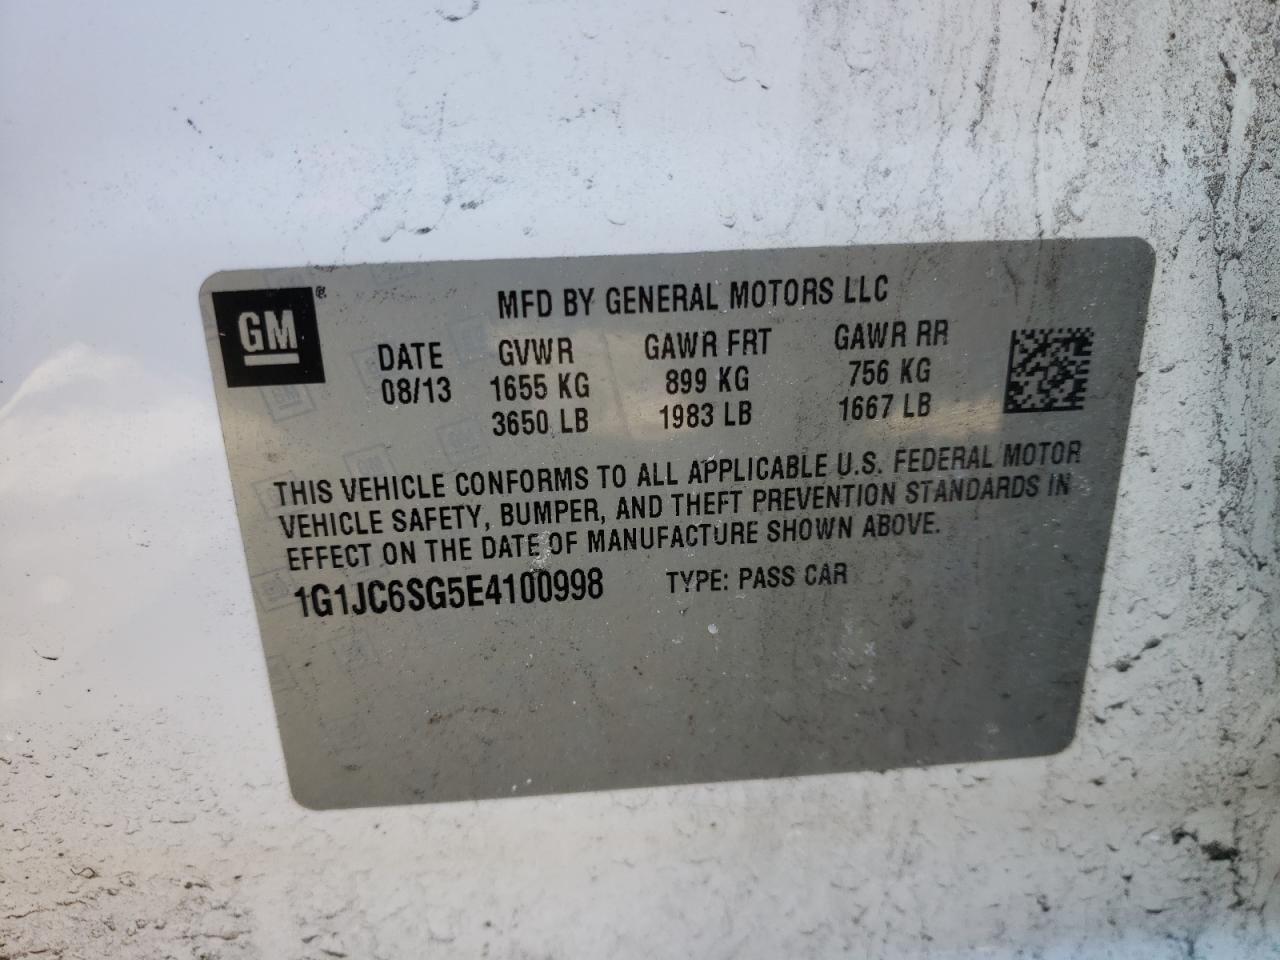 GM®
MFD BY GENERAL MOTORS LLC
DATE GVWR GAWR FRT GAWR RR
08/13 1655 KG 899 KG 756 KG
3650 LB 1983 LB 1667 LB
THIS VEHICLE CONFORMS TO ALL APPLICABLE U.S. FEDERAL MOTOR
VEHICLE SAFETY, BUMPER, AND THEFT PREVENTION STANDARDS IN
EFFECT ON THE DATE OF MANUFACTURE SHOWN ABOVE.
1G1JC6SG5E4100998 TYPE: PASS CAR